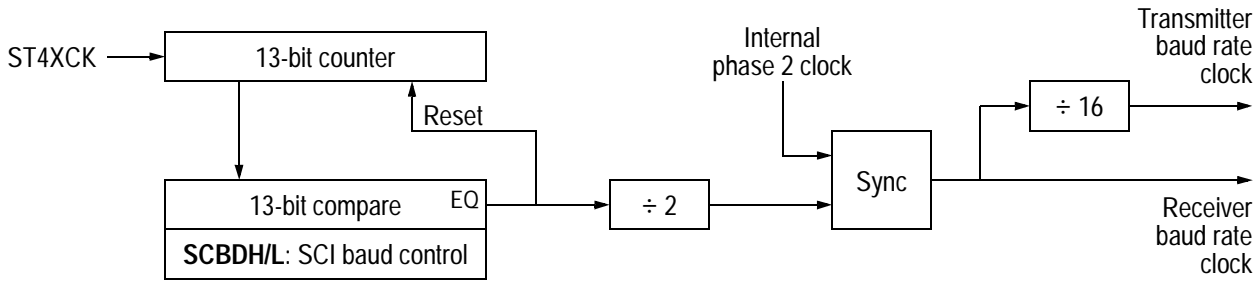 ST4XCK
13-bit counter
Reset
13-bit compare
EQ
SCBDH/L: SCI baud control
÷ 2
Internal
phase 2 clock
Sync
÷ 16
Transmitter
baud rate
clock
Receiver
baud rate
clock